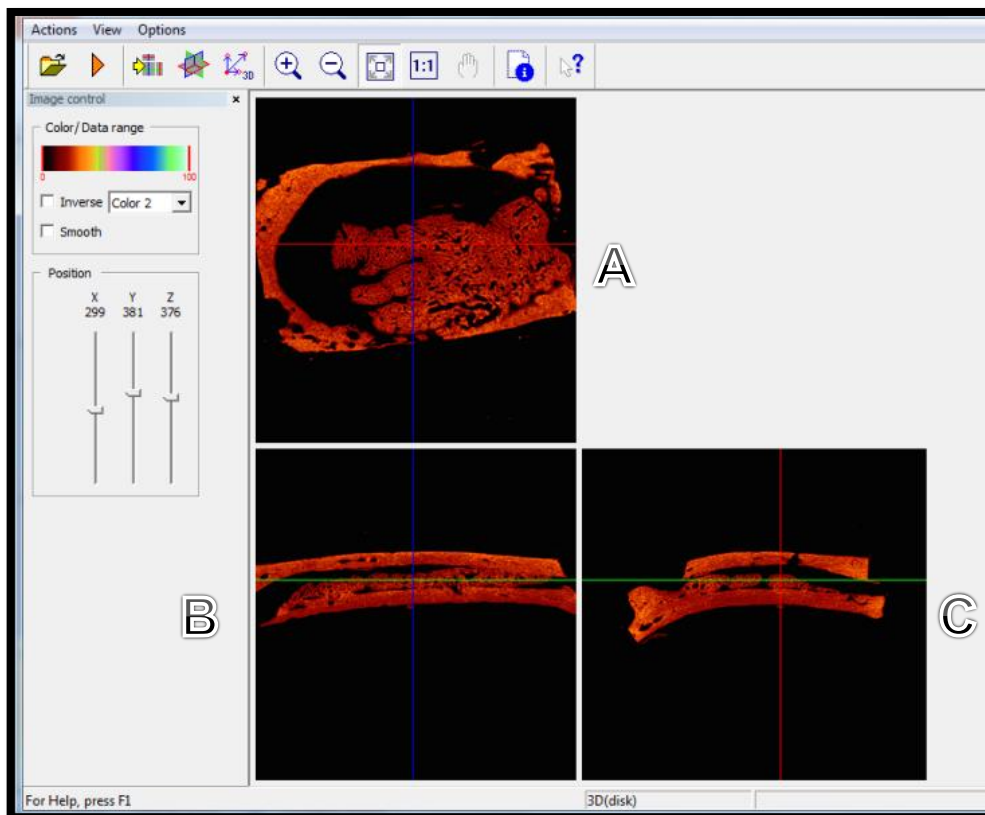 Actions View Options
3D
1:1
i
?
Image control x
Color/Data range
0 100
Inverse Color 2
Smooth
Position
X Y Z
299 381 376
A
B
C
For Help, press F1 3D(disk)